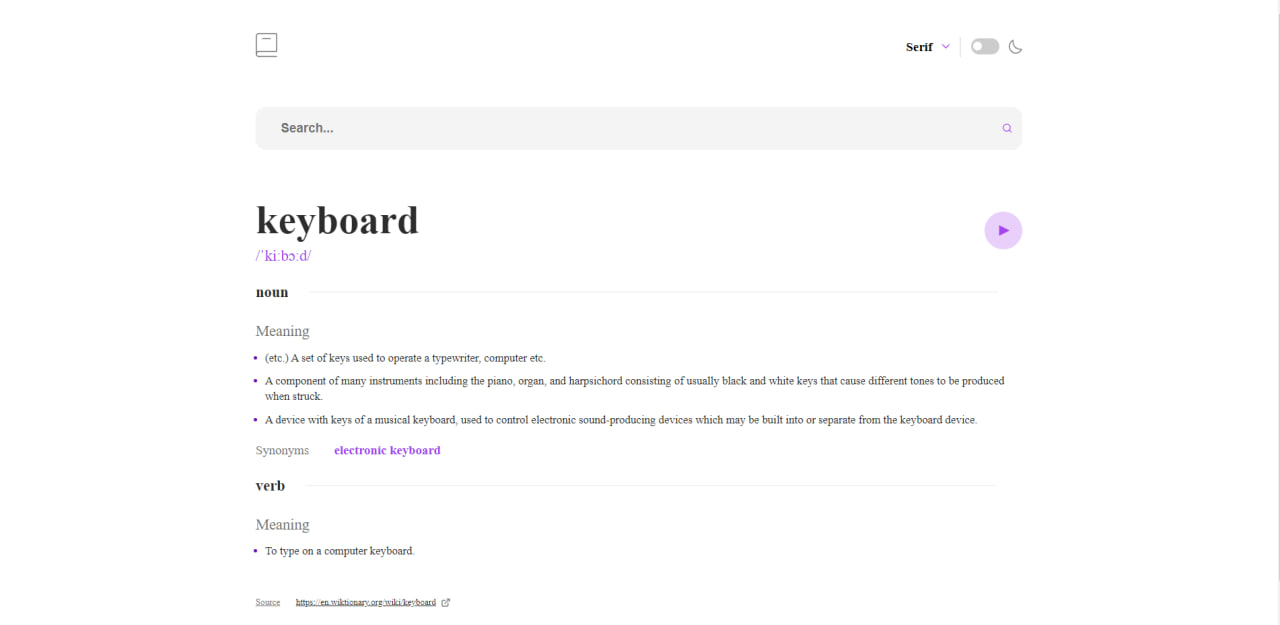 Serif
Search...
keyboard
/ˈkiːbɔːd/
noun
Meaning
(etc.) A set of keys used to operate a typewriter, computer etc.
A component of many instruments including the piano, organ, and harpsichord consisting of usually black and white keys that cause different tones to be produced
when struck.
A device with keys of a musical keyboard, used to control electronic sound-producing devices which may be built into or separate from the keyboard device.
Synonyms electronic keyboard
verb
Meaning
To type on a computer keyboard.
Source https://en.wiktionary.org/wiki/keyboard